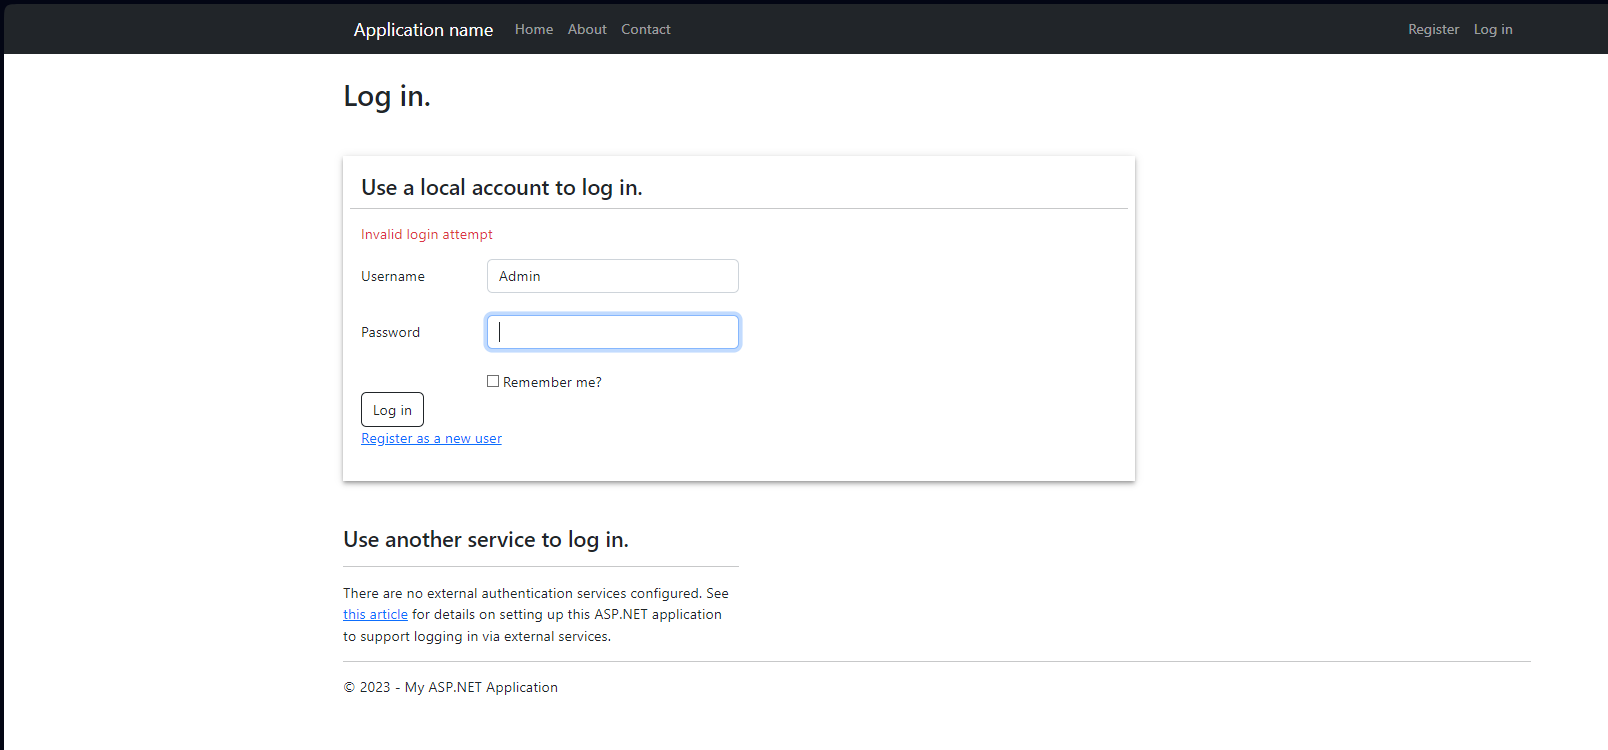 Application name Home About Contact Register Log in
Log in.
Use a local account to log in.
Invalid login attempt
Username Admin
Password
Remember me?
Log in
Register as a new user
Use another service to log in.
There are no external authentication services configured. See
this article for details on setting up this ASP.NET application
to support logging in via external services.
© 2023 - My ASP.NET Application